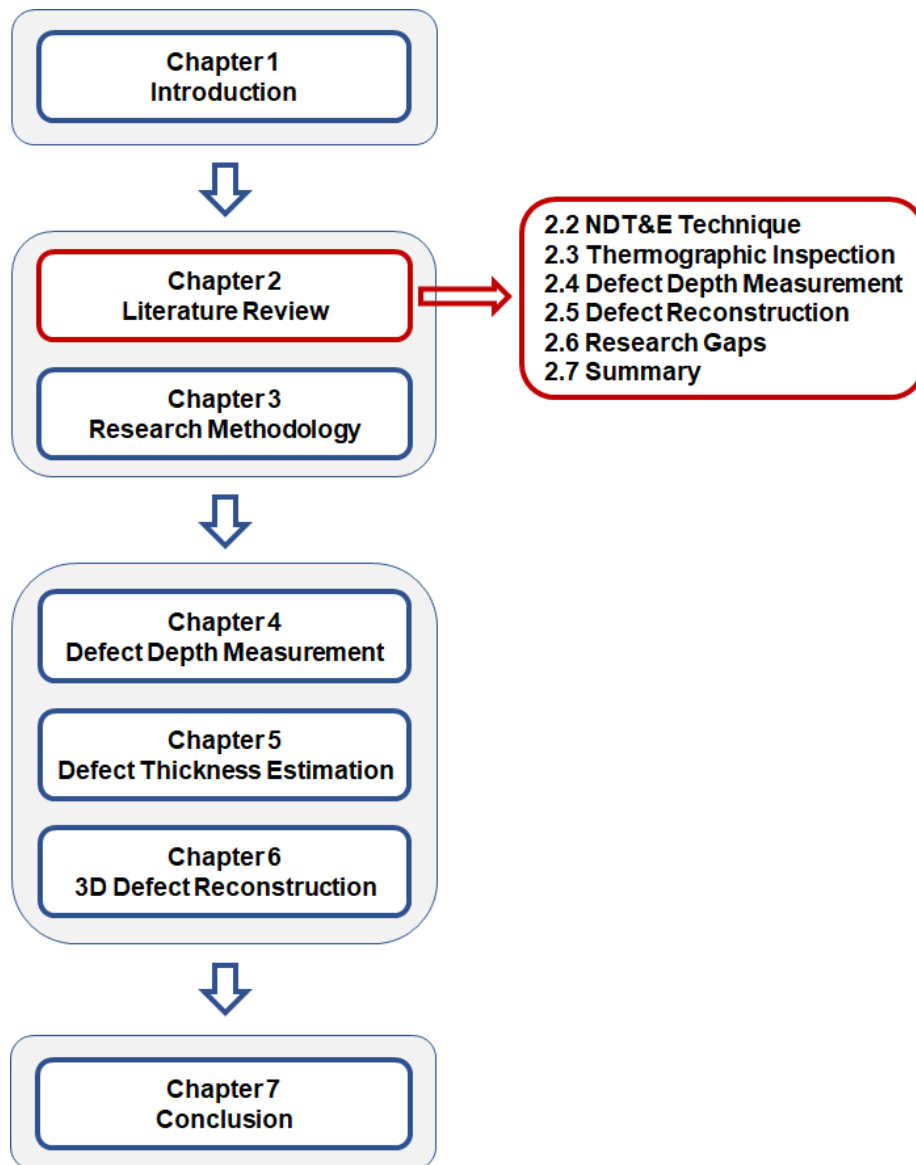 Chapter 1
Introduction
Chapter 2
Literature Review
2.2 NDT&E Technique
2.3 Thermographic Inspection
2.4 Defect Depth Measurement
2.5 Defect Reconstruction
2.6 Research Gaps
2.7 Summary
Chapter 3
Research Methodology
Chapter 4
Defect Depth Measurement
Chapter 5
Defect Thickness Estimation
Chapter 6
3D Defect Reconstruction
Chapter 7
Conclusion